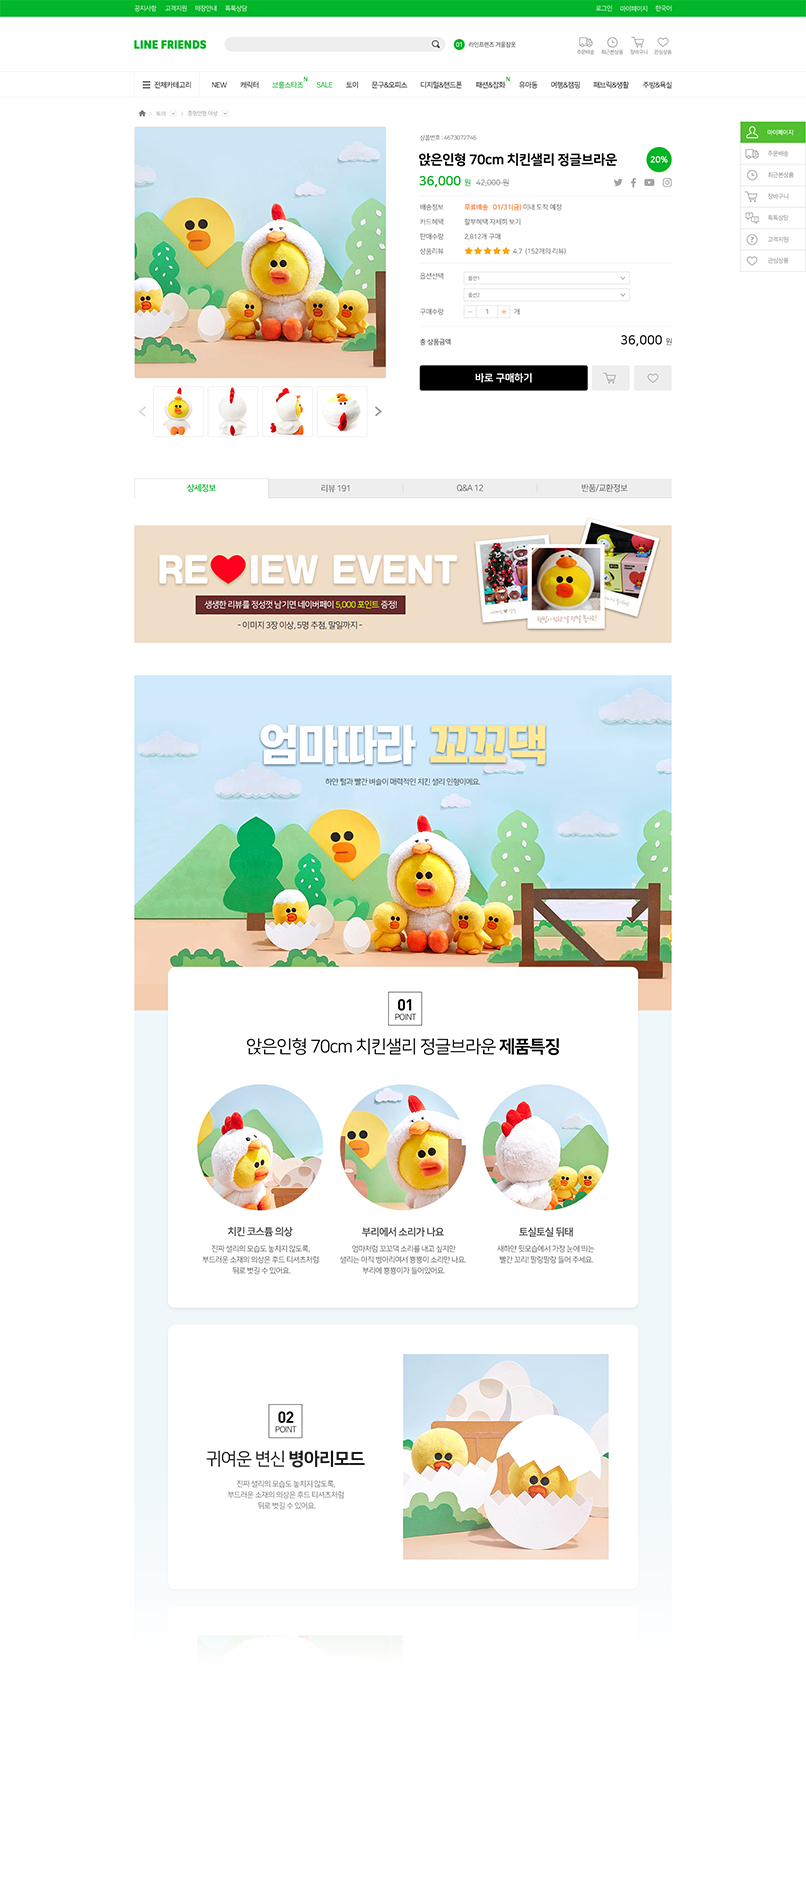 공지사항 고객지원 매장안내 톡톡상담
로그인 마이페이지 한국어
LINE FRIENDS
01 라인프렌즈 겨울잠옷
주문배송 최근본상품 장바구니 관심상품
전체카테고리 NEW 캐릭터 브롤스타즈 N SALE 토이 문구&오피스 디지털&핸드폰 패션&잡화 N 유아동 여행&캠핑 패브릭&생활 주방&욕실
토이 중형인형 이상
마이페이지
주문배송
최근본상품
장바구니
톡톡상담
고객지원
관심상품
상품번호 : 4673072746
앉은인형 70cm 치킨샐리 정글브라운
20%
36,000 원 42,000 원
배송정보 무료배송 01/31(금) 이내 도착 예정
카드혜택 할부혜택 자세히 보기
판매수량 2,812개 구매
상품리뷰 4.7 (152개의 리뷰)
옵션선택 옵션1
옵션2
구매수량 1 개
총 상품금액 36,000 원
바로 구매하기
상세정보 리뷰 191 Q&A 12 반품/교환정보
RE IEW EVENT
생생한 리뷰를 정성껏 남기면 네이버페이 5,000 포인트 증정!
- 이미지 3장 이상, 5명 추첨, 말일까지 -
엄마따라 꼬꼬댁
하얀 털과 빨간 벼슬이 매력적인 치킨 샐리 인형이에요.
01
POINT
앉은인형 70cm 치킨샐리 정글브라운 제품특징
치킨 코스튬 의상
진짜 샐리의 모습도 놓치지 않도록,
부드러운 소재의 의상은 후드 티셔츠처럼
뒤로 벗길 수 있어요.
부리에서 소리가 나요
엄마처럼 꼬꼬댁 소리를 내고 싶지만
샐리는 아직 병아리여서 뿅뿅이 소리만 나요.
부리에 뿅뿅이가 들어있어요.
토실토실 뒤태
새하얀 뒷모습에서 가장 눈에 띄는
빨간 꼬리! 팔랑팔랑 들어 주세요.
02
POINT
귀여운 변신 병아리모드
진짜 샐리의 모습도 놓치지 않도록,
부드러운 소재의 의상은 후드 티셔츠처럼
뒤로 벗길 수 있어요.